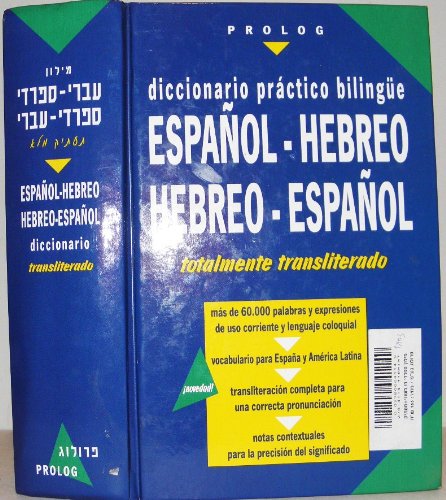 מילון
עברי-ספרדי
ספרדי-עברי
תעתיק מלא
ESPAÑOL-HEBREO
HEBREO-ESPAÑOL
diccionario
transliterado
פרולוג
PROLOG
PROLOG
diccionario práctico bilingüe
ESPAÑOL - HEBREO
HEBREO - ESPAÑOL
totalmente transliterado
más de 60.000 palabras y expresiones
de uso corriente y lenguaje coloquial
vocabulario para España y América Latina
¡novedad!
transliteración completa para
una correcta pronunciación
notas contextuales
para la precisión del significado